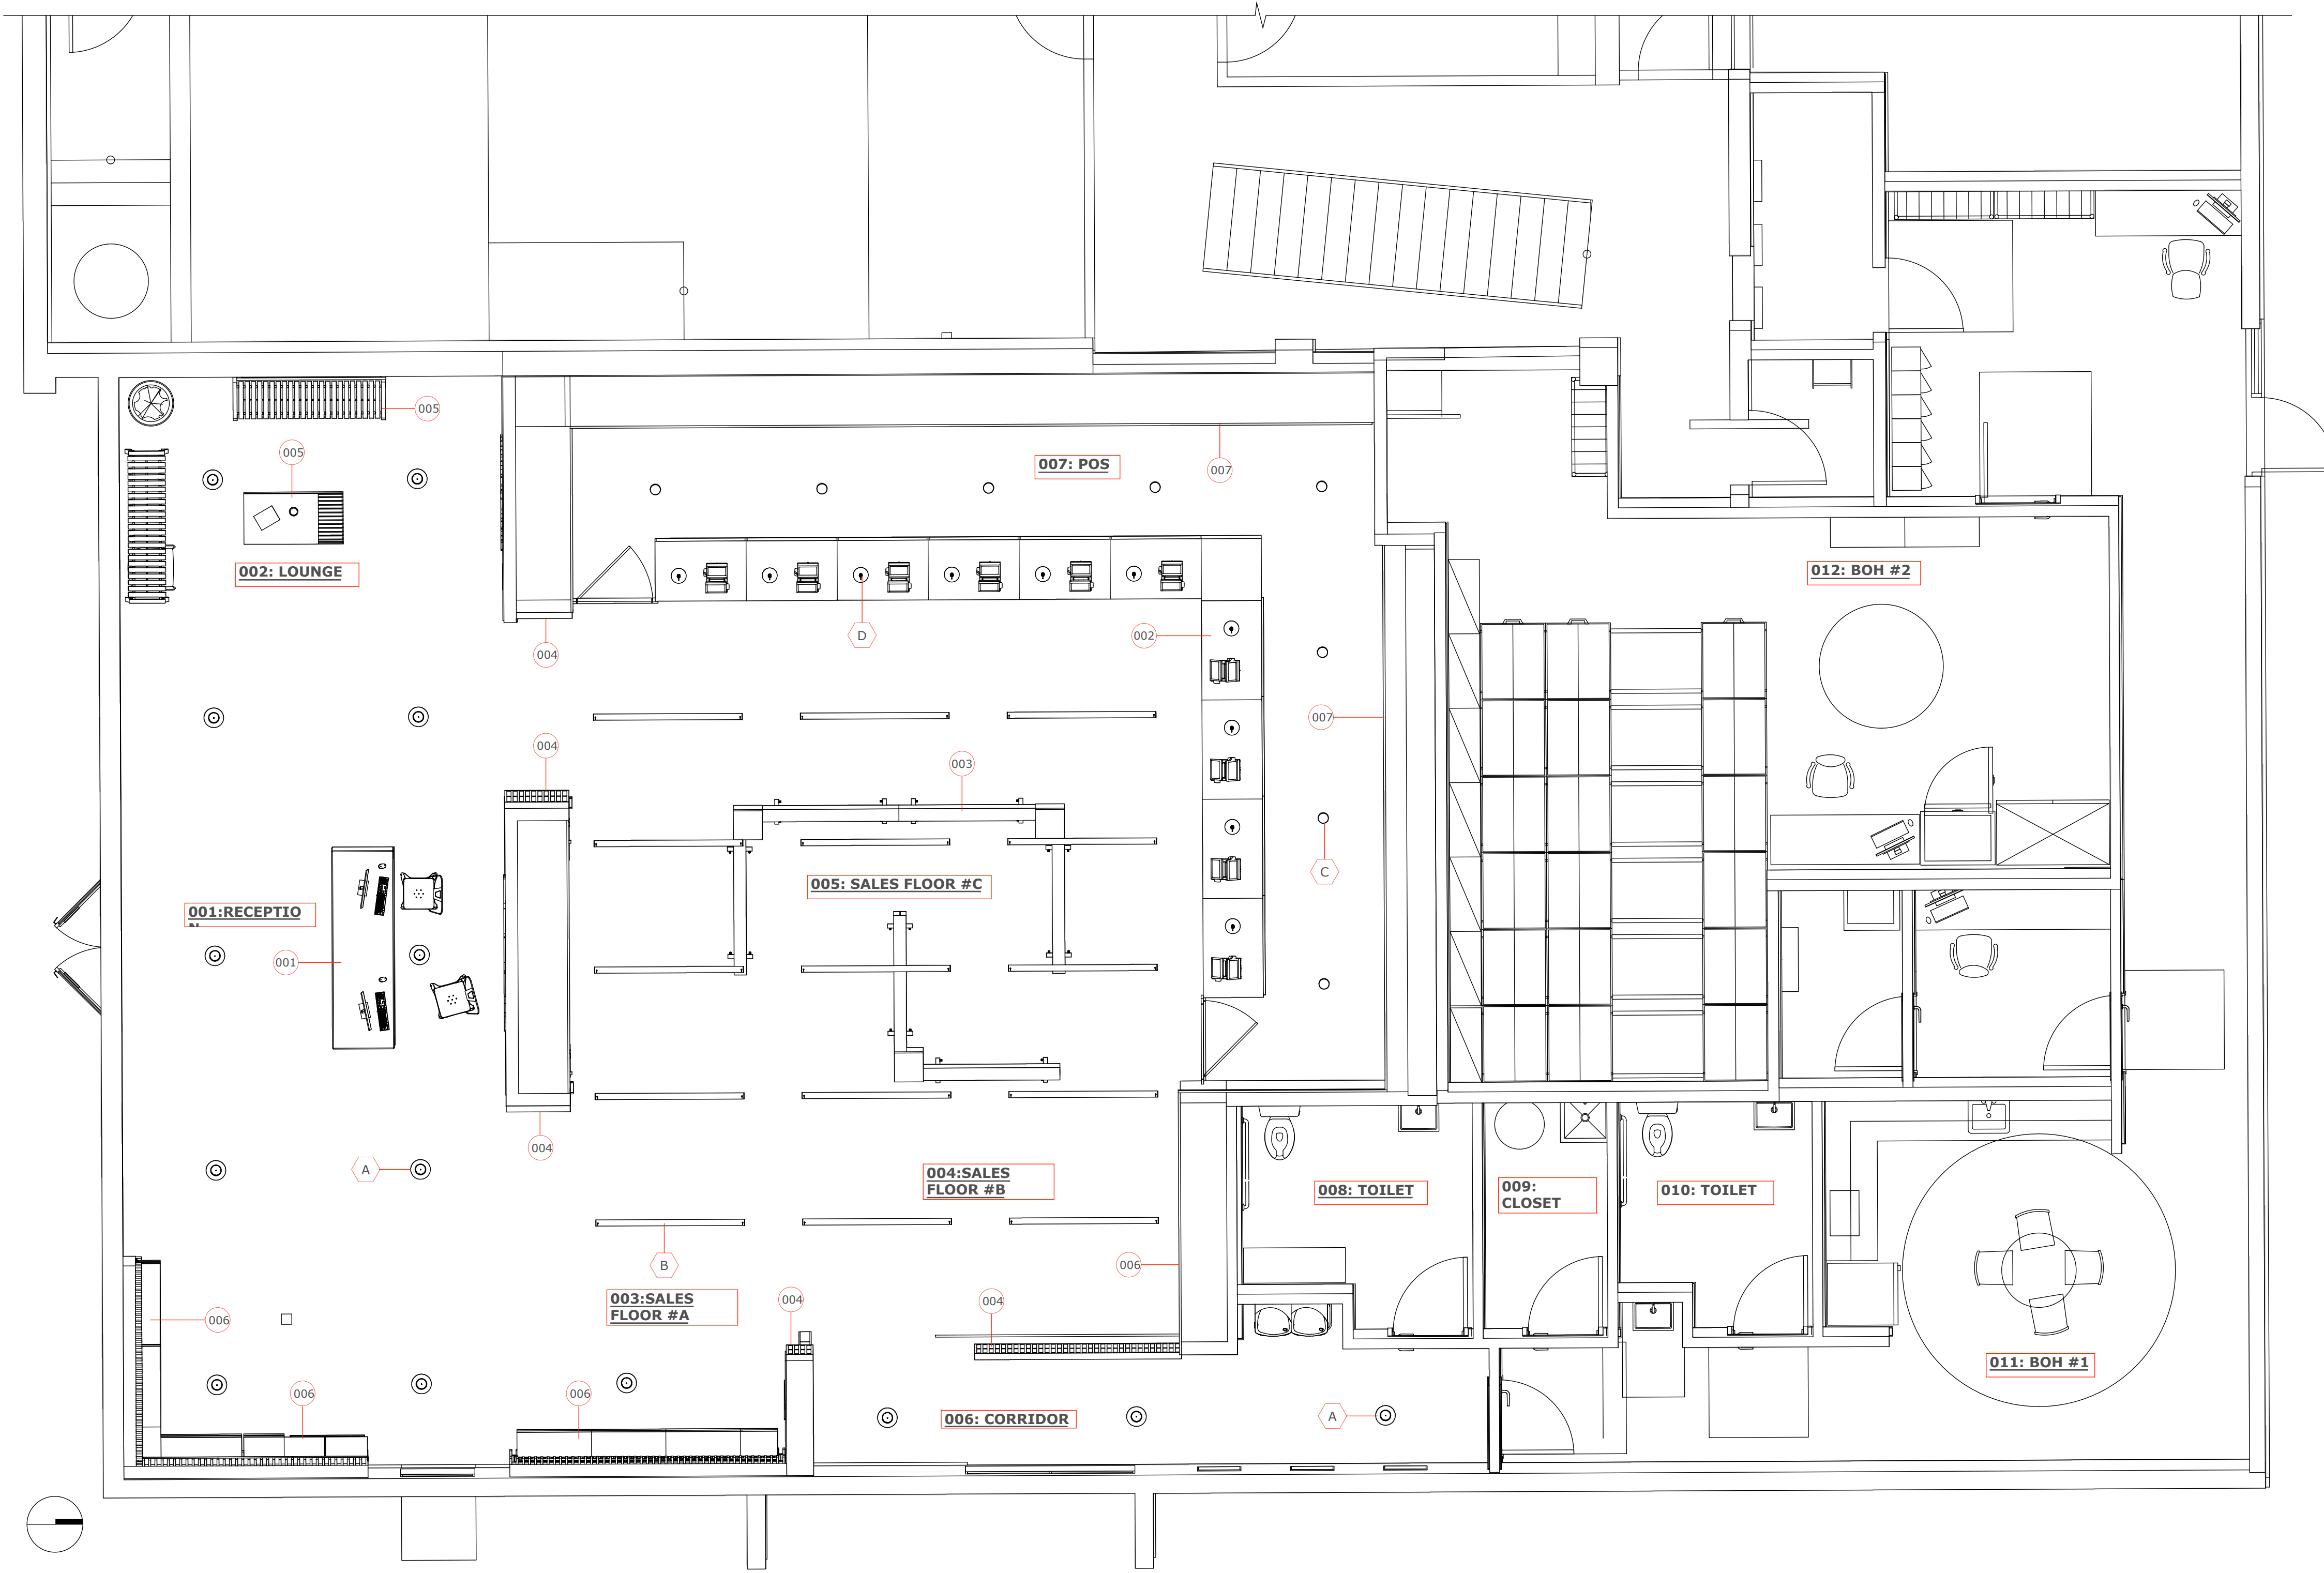 005
005
007: POS
007
002: LOUNGE
012: BOH #2
D
002
004
007
004
003
C
005: SALES FLOOR #C
001:RECEPTIO
001
004
A
004:SALES
FLOOR #B
008: TOILET
009:
CLOSET
010: TOILET
B
006
003:SALES
FLOOR #A
004
004
006
011: BOH #1
006
006
006: CORRIDOR
A